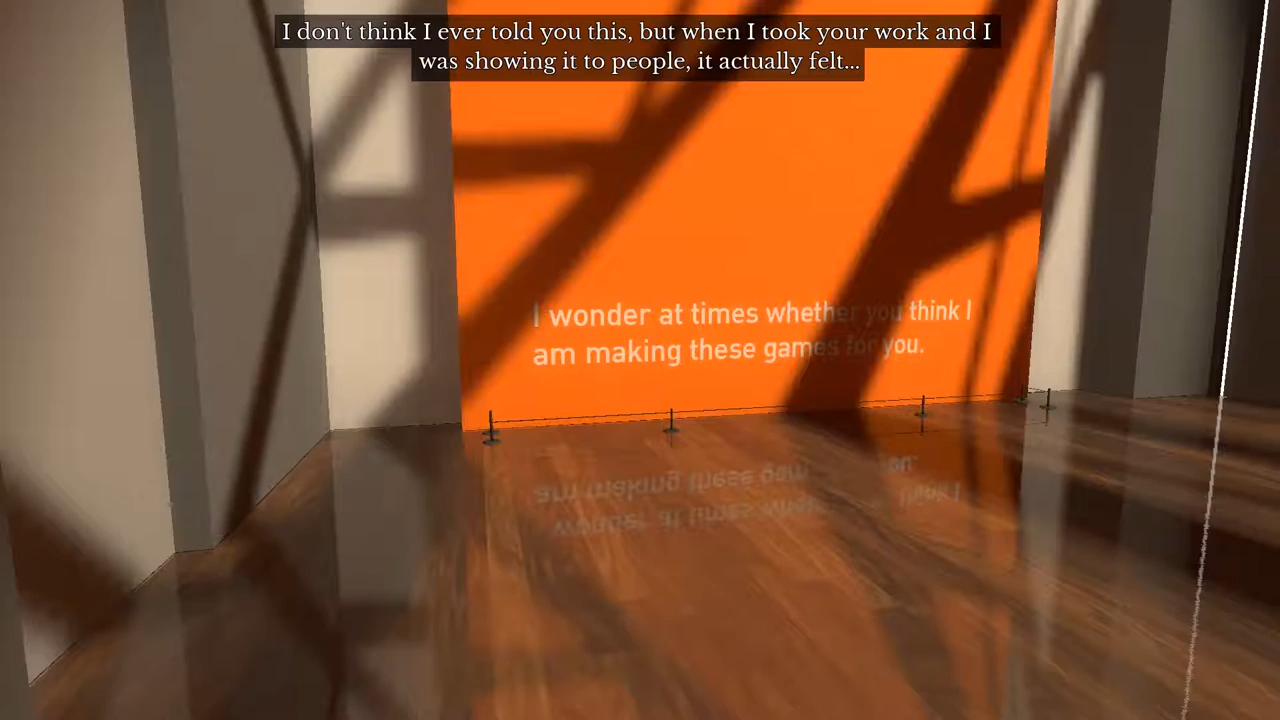 I don't think I ever told you this, but when I took your work and I
was showing it to people, it actually felt...
I wonder at times whether you think I
am making these games for you.